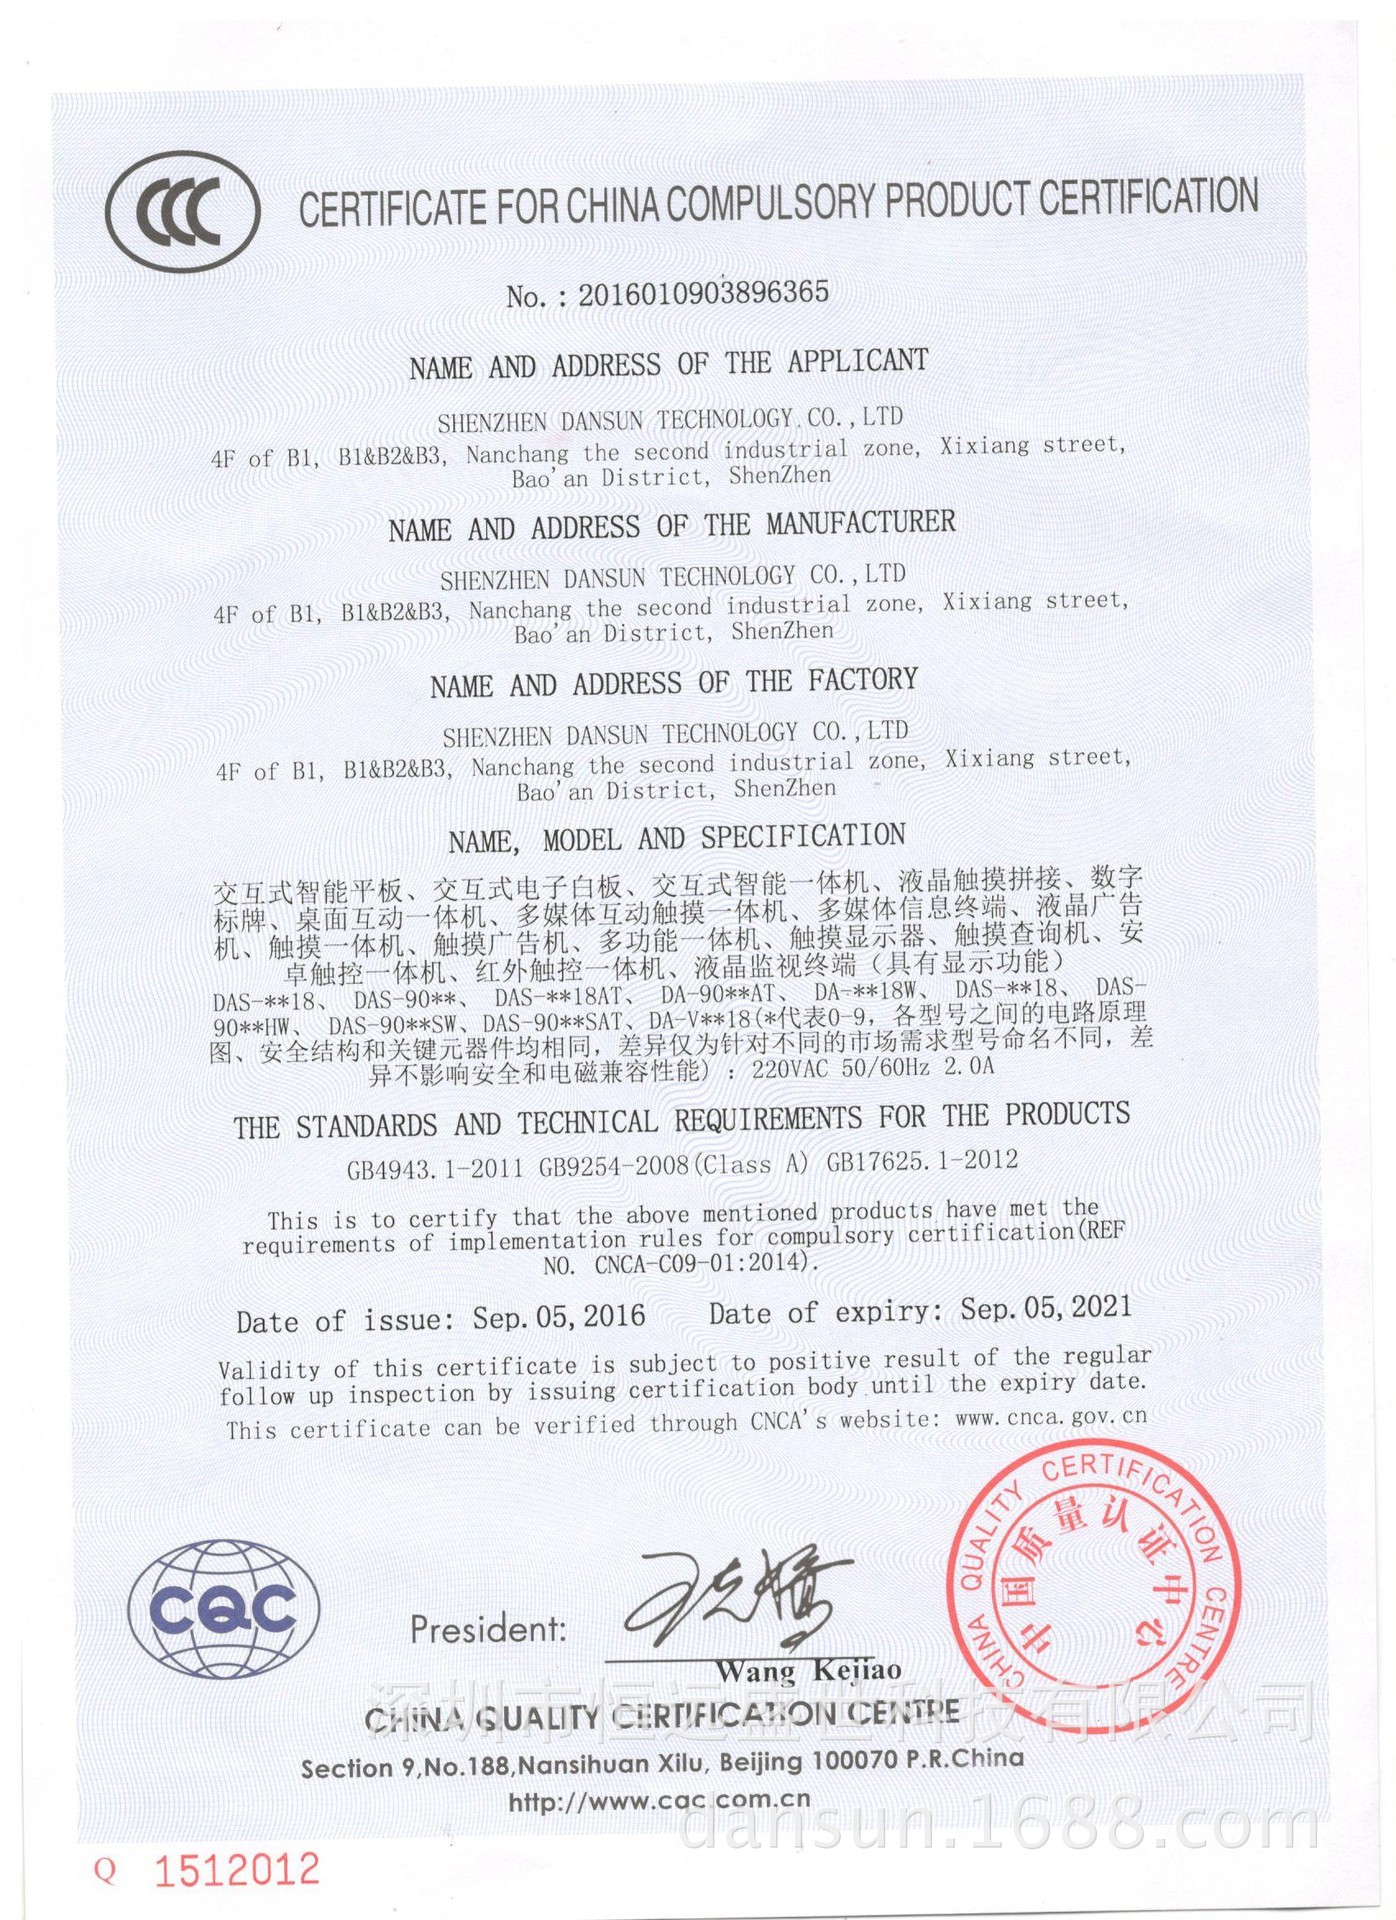 CCC
CERTIFICATE FOR CHINA COMPULSORY PRODUCT CERTIFICATION
No.: 2016010903896365
NAME AND ADDRESS OF THE APPLICANT
SHENZHEN DANSUN TECHNOLOGY CO.,LTD
4F of B1, B1&B2&B3, Nanchang the second industrial zone, Xixiang street,
Bao'an District, ShenZhen
NAME AND ADDRESS OF THE MANUFACTURER
SHENZHEN DANSUN TECHNOLOGY CO.,LTD
4F of B1, B1&B2&B3, Nanchang the second industrial zone, Xixiang street,
Bao'an District, ShenZhen
NAME AND ADDRESS OF THE FACTORY
SHENZHEN DANSUN TECHNOLOGY CO.,LTD
4F of B1, B1&B2&B3, Nanchang the second industrial zone, Xixiang street,
Bao'an District, ShenZhen
NAME, MODEL AND SPECIFICATION
交互式智能平板、交互式电子白板、交互式智能一体机、液晶触摸拼接、数字
标牌、桌面互动一体机、多媒体互动触摸一体机、多媒体信息终端、液晶广告
机、触摸一体机、触摸广告机、多功能一体机、触摸显示器、触摸查询机、安
卓触控一体机、红外触控一体机、液晶监视终端（具有显示功能）
DAS-**18、 DAS-90**、 DAS-**18AT、 DA-90**AT、 DA-**18W、 DAS-**18、 DAS-
90**HW、 DAS-90**SW、DAS-90**SAT、DA-V**18(*代表0-9，各型号之间的电路原理
图、安全结构和关键元器件均相同，差异仅为针对不同的市场需求型号命名不同，差
异不影响安全和电磁兼容性能）：220VAC 50/60Hz 2.0A
THE STANDARDS AND TECHNICAL REQUIREMENTS FOR THE PRODUCTS
GB4943.1-2011 GB9254-2008(Class A) GB17625.1-2012
This is to certify that the above mentioned products have met the
requirements of implementation rules for compulsory certification(REF
NO. CNCA-C09-01:2014).
Date of issue: Sep.05,2016 Date of expiry: Sep.05,2021
Validity of this certificate is subject to positive result of the regular
follow up inspection by issuing certification body until the expiry date.
This certificate can be verified through CNCA's website: www.cnca.gov.cn
CHINA QUALITY CERTIFICATION CENTRE
中国质量认证中心
CQC
President:
王克娇
Wang Kejiao
深圳市恒远盛世科技有限公司
CHINA QUALITY CERTIFICATION CENTRE
Section 9,No.188,Nansihuan Xilu, Beijing 100070 P.R.China
http://www.cqc.com.cn
dansun.1688.com
Q 1512012